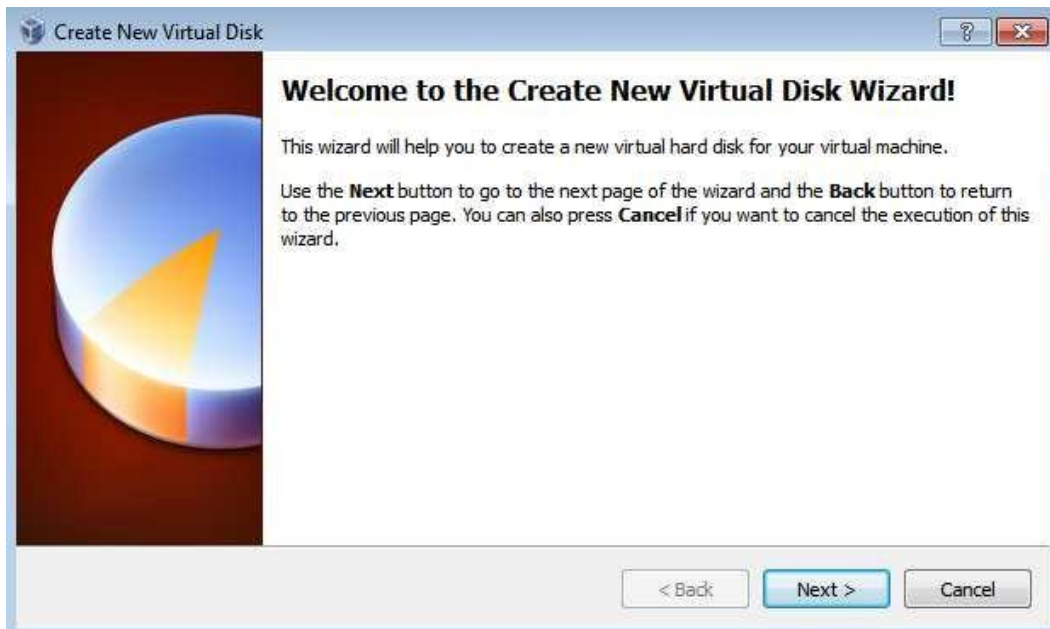 Create New Virtual Disk
Welcome to the Create New Virtual Disk Wizard!
This wizard will help you to create a new virtual hard disk for your virtual machine.
Use the Next button to go to the next page of the wizard and the Back button to return
to the previous page. You can also press Cancel if you want to cancel the execution of this
wizard.
< Back Next > Cancel